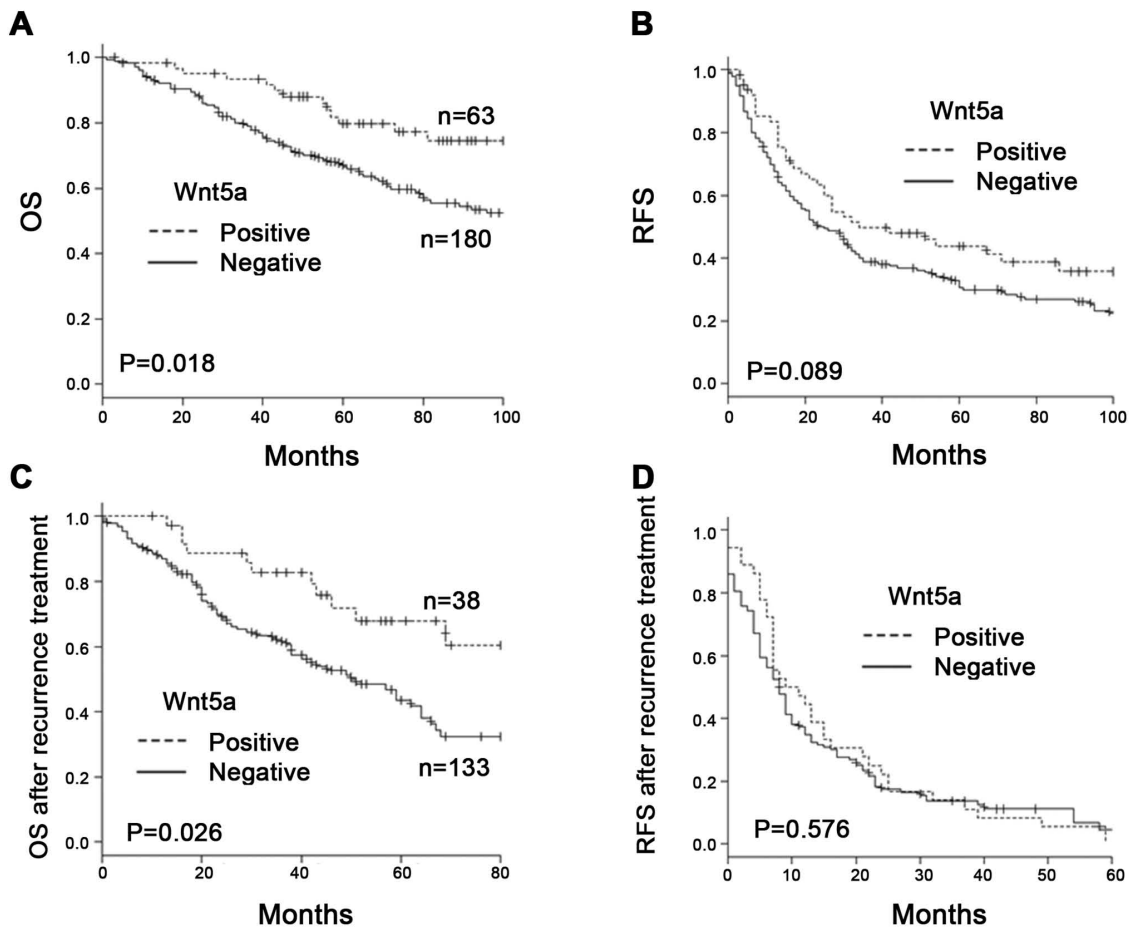 A
OS
1.0
0.8
0.6
0.4
0.2
0.0
n=63
Wnt5a
Positive
Negative
n=180
P=0.018
0 20 40 60 80 100
Months
B
RFS
1.0
0.8
0.6
0.4
0.2
0.0
Wnt5a
Positive
Negative
P=0.089
0 20 40 60 80 100
Months
C
OS after recurrence treatment
1.0
0.8
0.6
0.4
0.2
0.0
n=38
Wnt5a
Positive
Negative
n=133
P=0.026
0 20 40 60 80
Months
D
RFS after recurrence treatment
1.0
0.8
0.6
0.4
0.2
0.0
Wnt5a
Positive
Negative
P=0.576
0 10 20 30 40 50 60
Months